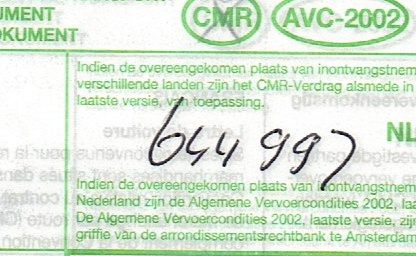 UMENT
OKUMENT
CMR AVC-2002
Indien de overeengekomen plaats van inontvangstnem
verschillende landen zijn het CMR-Verdrag alsmede in
laatste versie, van toepassing.
644997
NL
Indien de overeengekomen plaats van inontvangstnem
Nederland zijn de Algemene Vervoercondities 2002, laa
De Algemene Vervoercondities 2002, laatste versie, zijn
griffie van de arrondissementsrechtbank te Amsterdam